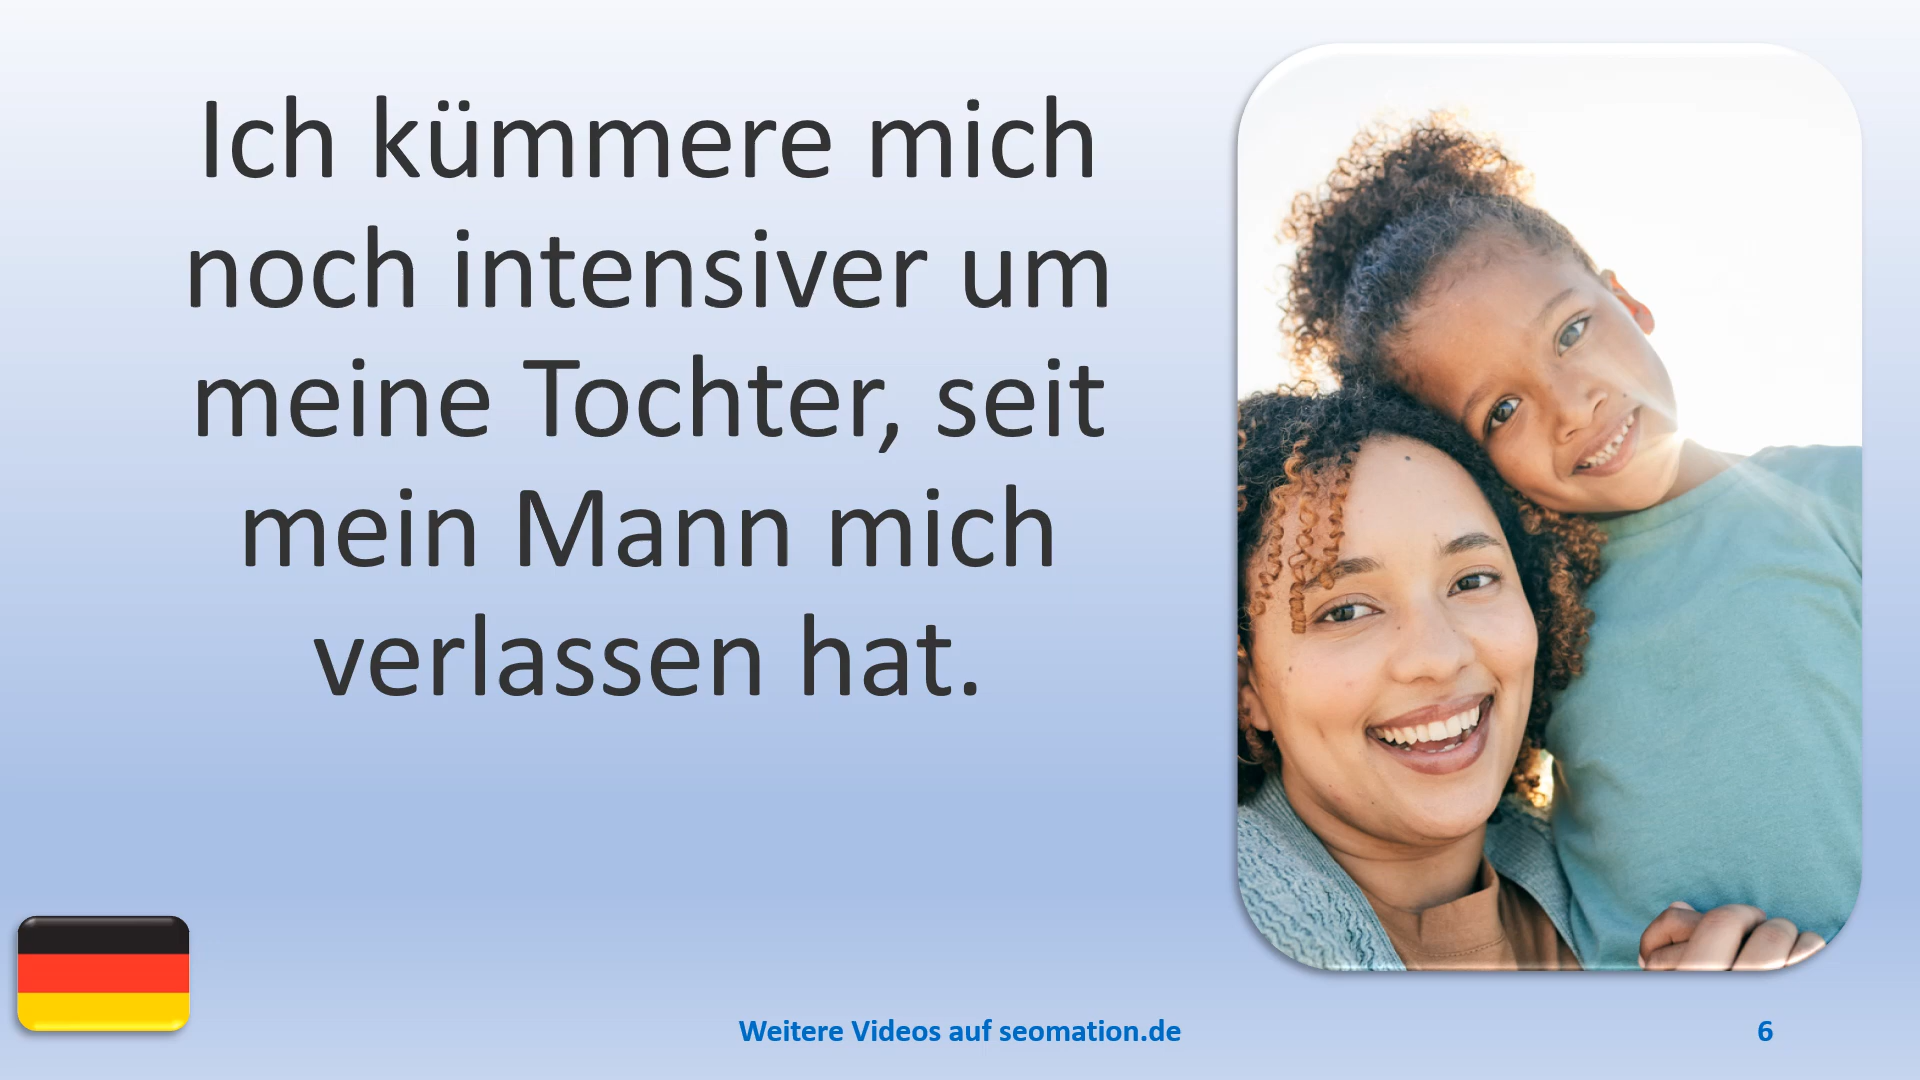 Ich kümmere mich
noch intensiver um
meine Tochter, seit
mein Mann mich
verlassen hat.
Weitere Videos auf seomation.de
6